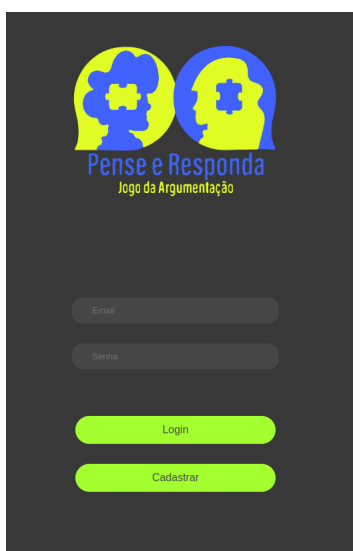 Pense e Responda
Jogo da Argumentação
Email
Senha
Login
Cadastrar